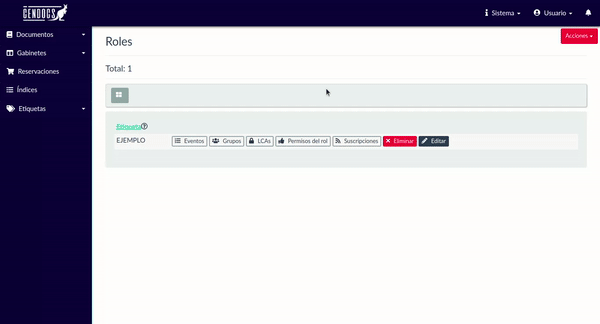 CENDOCS
Sistema
Usuario
Documentos
Gabinetes
Reservaciones
Índices
Etiquetas
Roles
Acciones
Total: 1
Etiqueta
EJEMPLO
Eventos
Grupos
LCAs
Permisos del rol
Suscripciones
Eliminar
Editar